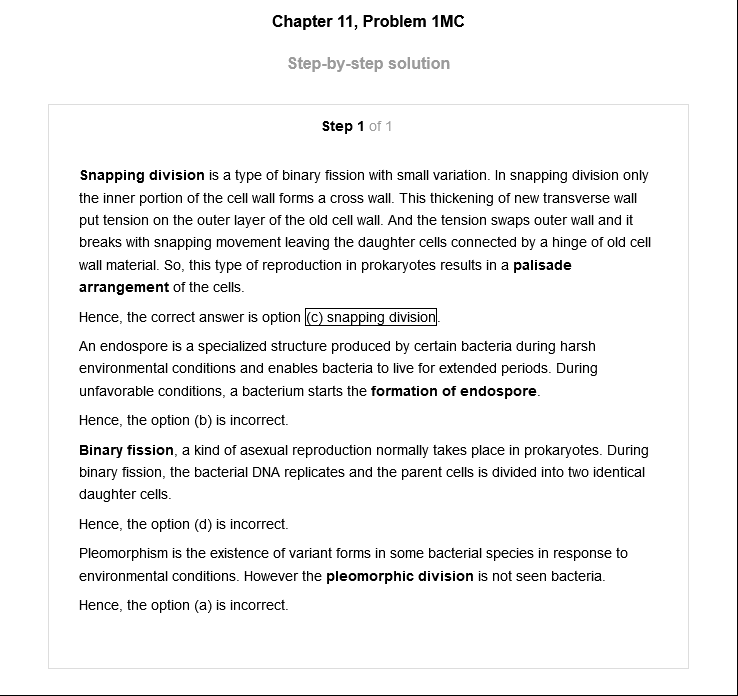 Chapter 11, Problem 1MC
Step-by-step solution
Step 1 of 1
Snapping division is a type of binary fission with small variation. In snapping division only
the inner portion of the cell wall forms a cross wall. This thickening of new transverse wall
put tension on the outer layer of the old cell wall. And the tension swaps outer wall and it
breaks with snapping movement leaving the daughter cells connected by a hinge of old cell
wall material. So, this type of reproduction in prokaryotes results in a palisade
arrangement of the cells.
Hence, the correct answer is option (c) snapping division.
An endospore is a specialized structure produced by certain bacteria during harsh
environmental conditions and enables bacteria to live for extended periods. During
unfavorable conditions, a bacterium starts the formation of endospore.
Hence, the option (b) is incorrect.
Binary fission, a kind of asexual reproduction normally takes place in prokaryotes. During
binary fission, the bacterial DNA replicates and the parent cells is divided into two identical
daughter cells.
Hence, the option (d) is incorrect.
Pleomorphism is the existence of variant forms in some bacterial species in response to
environmental conditions. However the pleomorphic division is not seen bacteria.
Hence, the option (a) is incorrect.